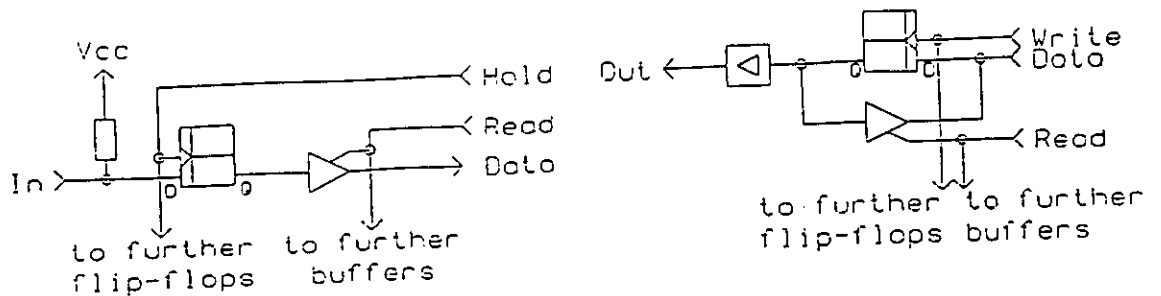 Vcc
Hold
Read
In
D
Q
Data
to further
flip-flops
to further
buffers
Write
Out
Q
D
Data
Read
to further
flip-flops
to further
buffers